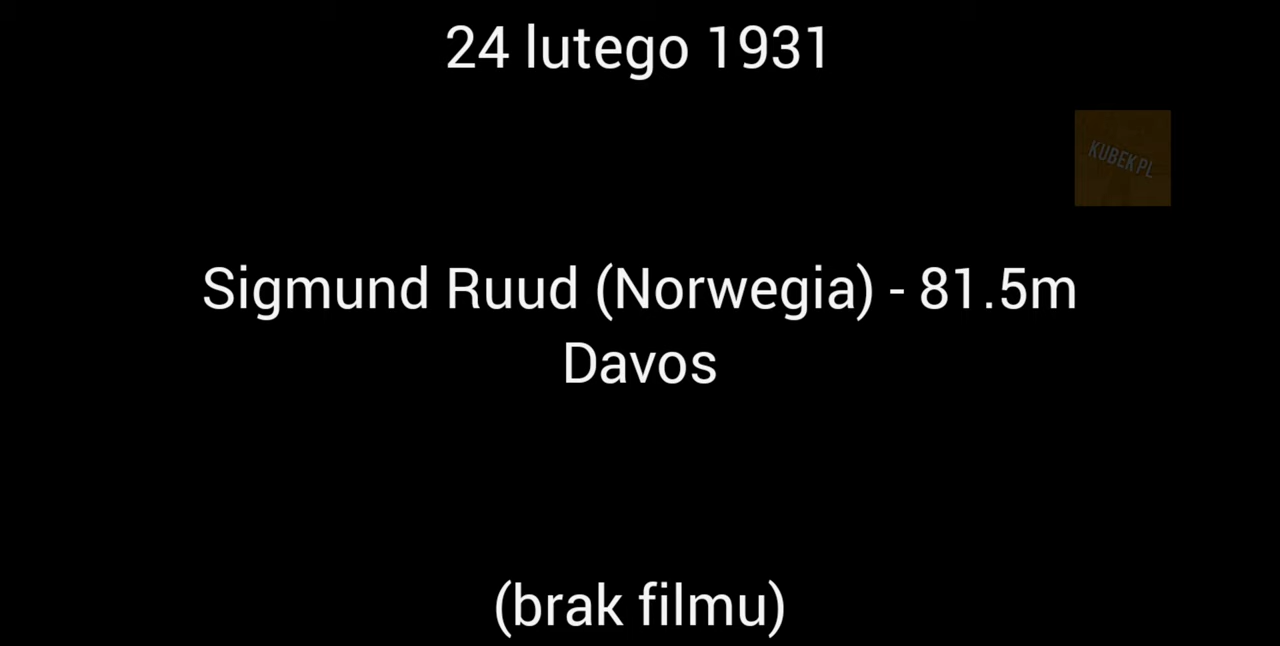 24 lutego 1931
KUBEK.PL
Sigmund Ruud (Norwegia) - 81.5m
Davos
(brak filmu)